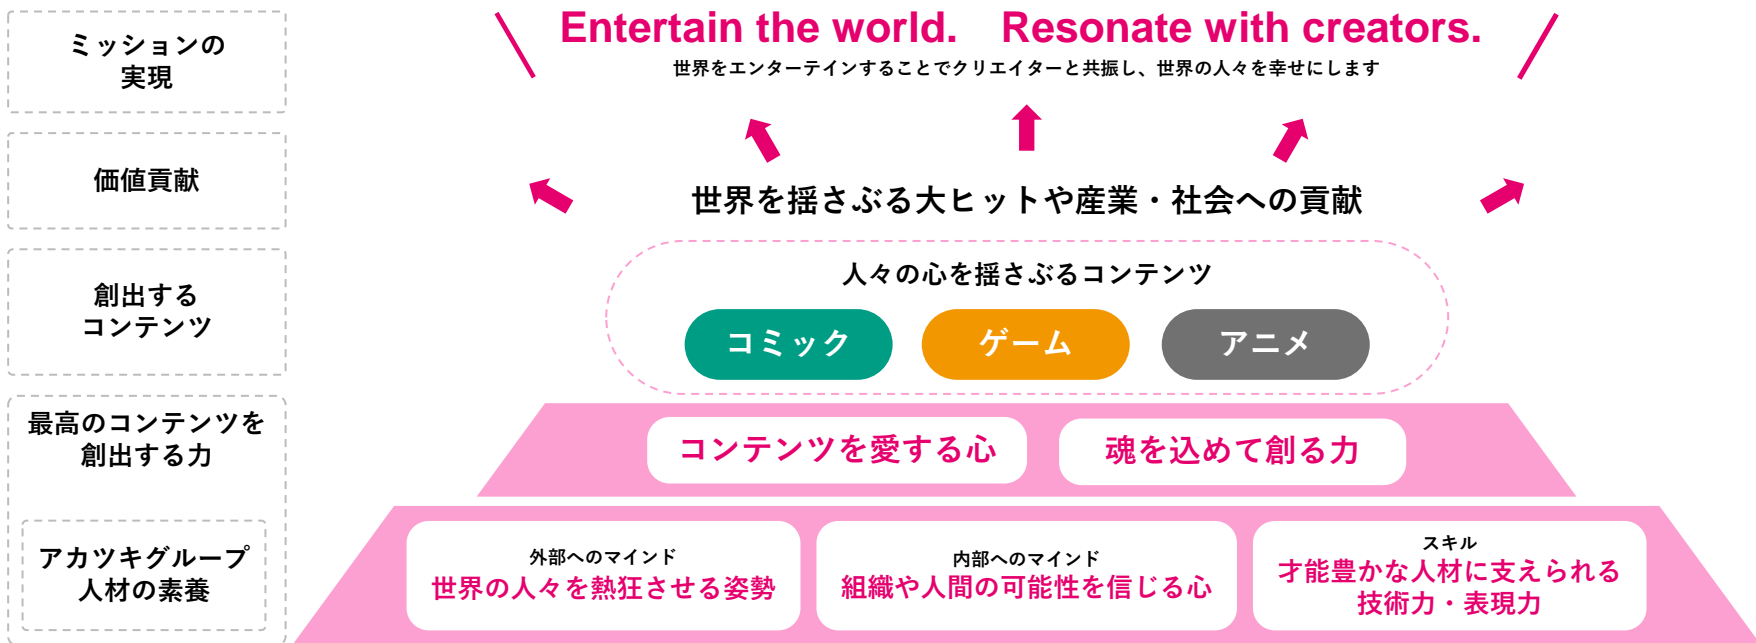 ミッションの
実現
Entertain the world. Resonate with creators.
世界をエンターテインすることでクリエイターと共振し、世界の人々を幸せにします
価値貢献
世界を揺さぶる大ヒットや産業・社会への貢献
創出する
コンテンツ
人々の心を揺さぶるコンテンツ
コミック
ゲーム
アニメ
最高のコンテンツを
創出する力
コンテンツを愛する心
魂を込めて創る力
アカツキグループ
人材の素養
外部へのマインド
世界の人々を熱狂させる姿勢
内部へのマインド
組織や人間の可能性を信じる心
スキル
才能豊かな人材に支えられる
技術力・表現力